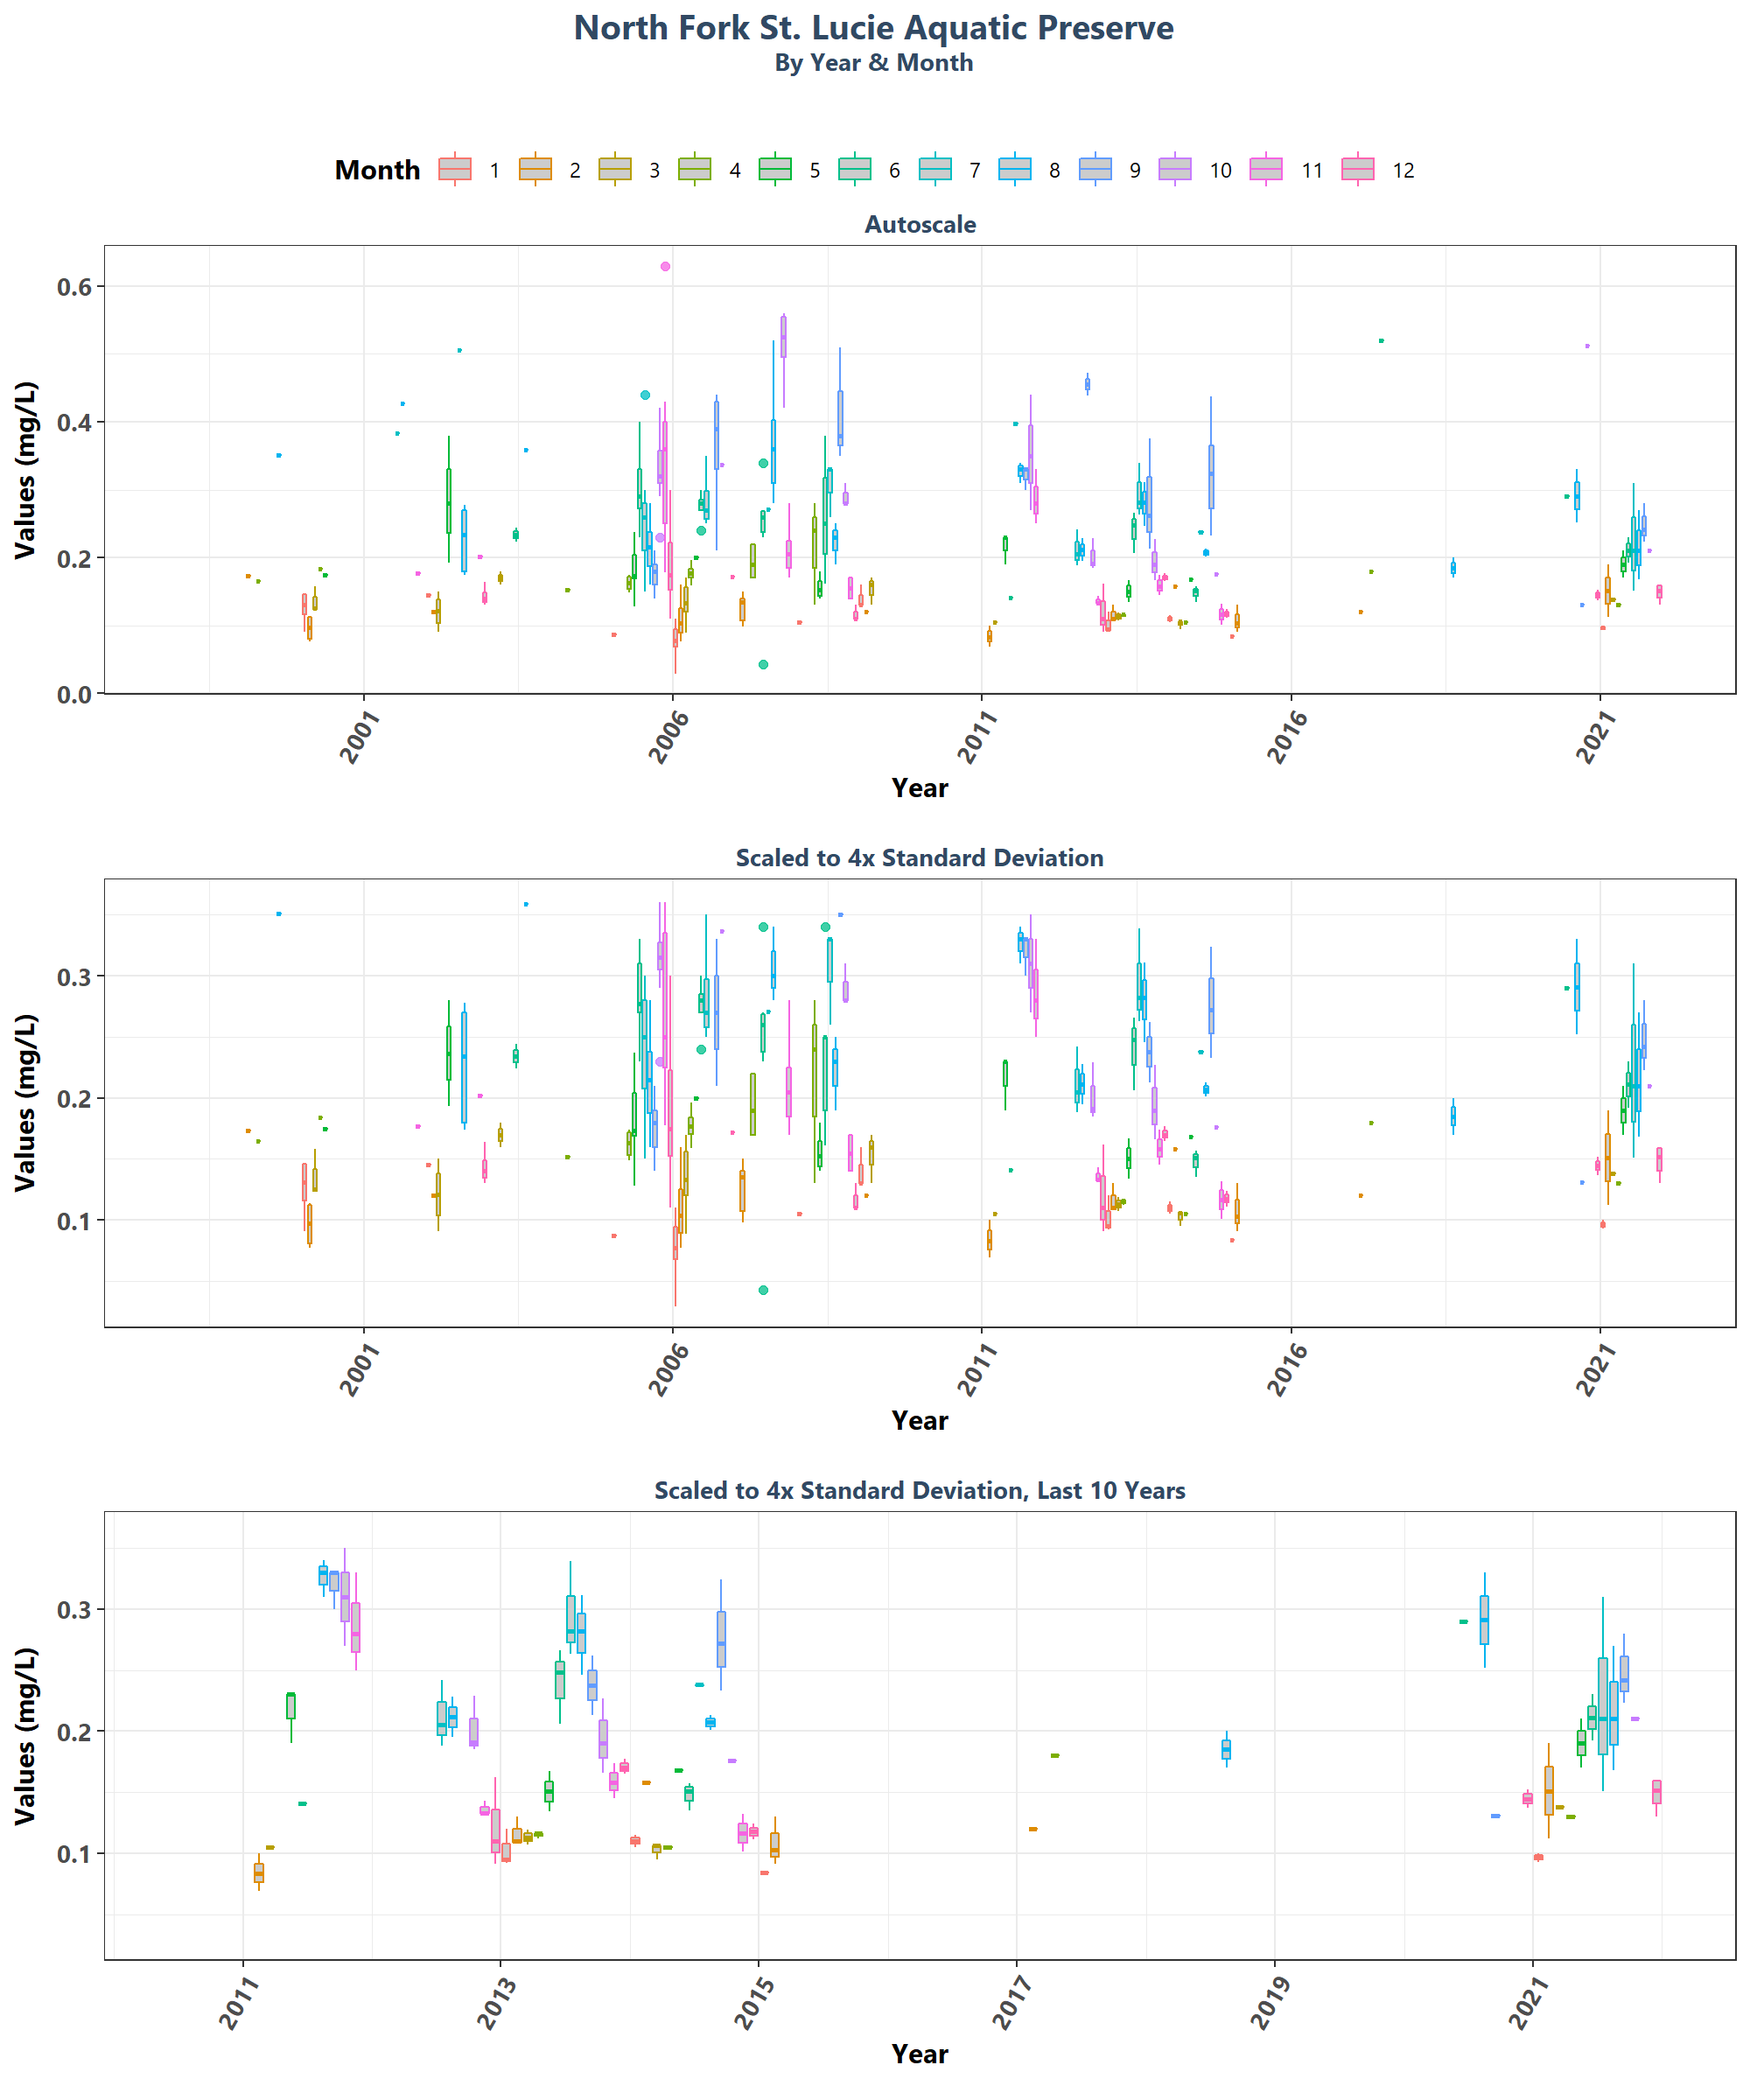 North Fork St. Lucie Aquatic Preserve
By Year & Month
Month 1 2 3 4 5 6 7 8 9 10 11 12
Autoscale
Values (mg/L)
0.6
0.4
0.2
0.0
2001 2006 2011 2016 2021
Year
Scaled to 4x Standard Deviation
Values (mg/L)
0.3
0.2
0.1
2001 2006 2011 2016 2021
Year
Scaled to 4x Standard Deviation, Last 10 Years
Values (mg/L)
0.3
0.2
0.1
2011 2013 2015 2017 2019 2021
Year